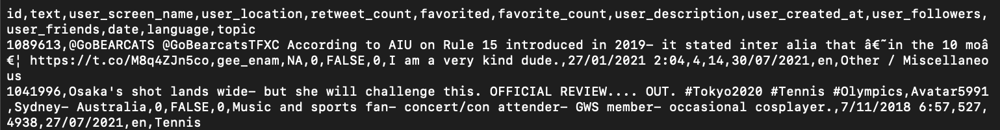 id,text,user_screen_name,user_location,retweet_count,favorited,favorite_count,user_description,user_created_at,user_followers,
user_friends,date,language,topic
1089613,@GoBEARCATS @GoBearcatsTFXC According to AIU on Rule 15 introduced in 2019- it stated inter alia that â€˜in the 10 moâ
€¦ https://t.co/M8q4ZJn5co,gee_enam,NA,0,FALSE,0,I am a very kind dude.,27/01/2021 2:04,4,14,30/07/2021,en,Other / Miscellaneo
us
1041996,Osaka's shot lands wide- but she will challenge this. OFFICIAL REVIEW.... OUT. #Tokyo2020 #Tennis #Olympics,Avatar5991
,Sydney- Australia,0,FALSE,0,Music and sports fan- concert/con attender- GWS member- occasional cosplayer.,7/11/2018 6:57,527,
4938,27/07/2021,en,Tennis